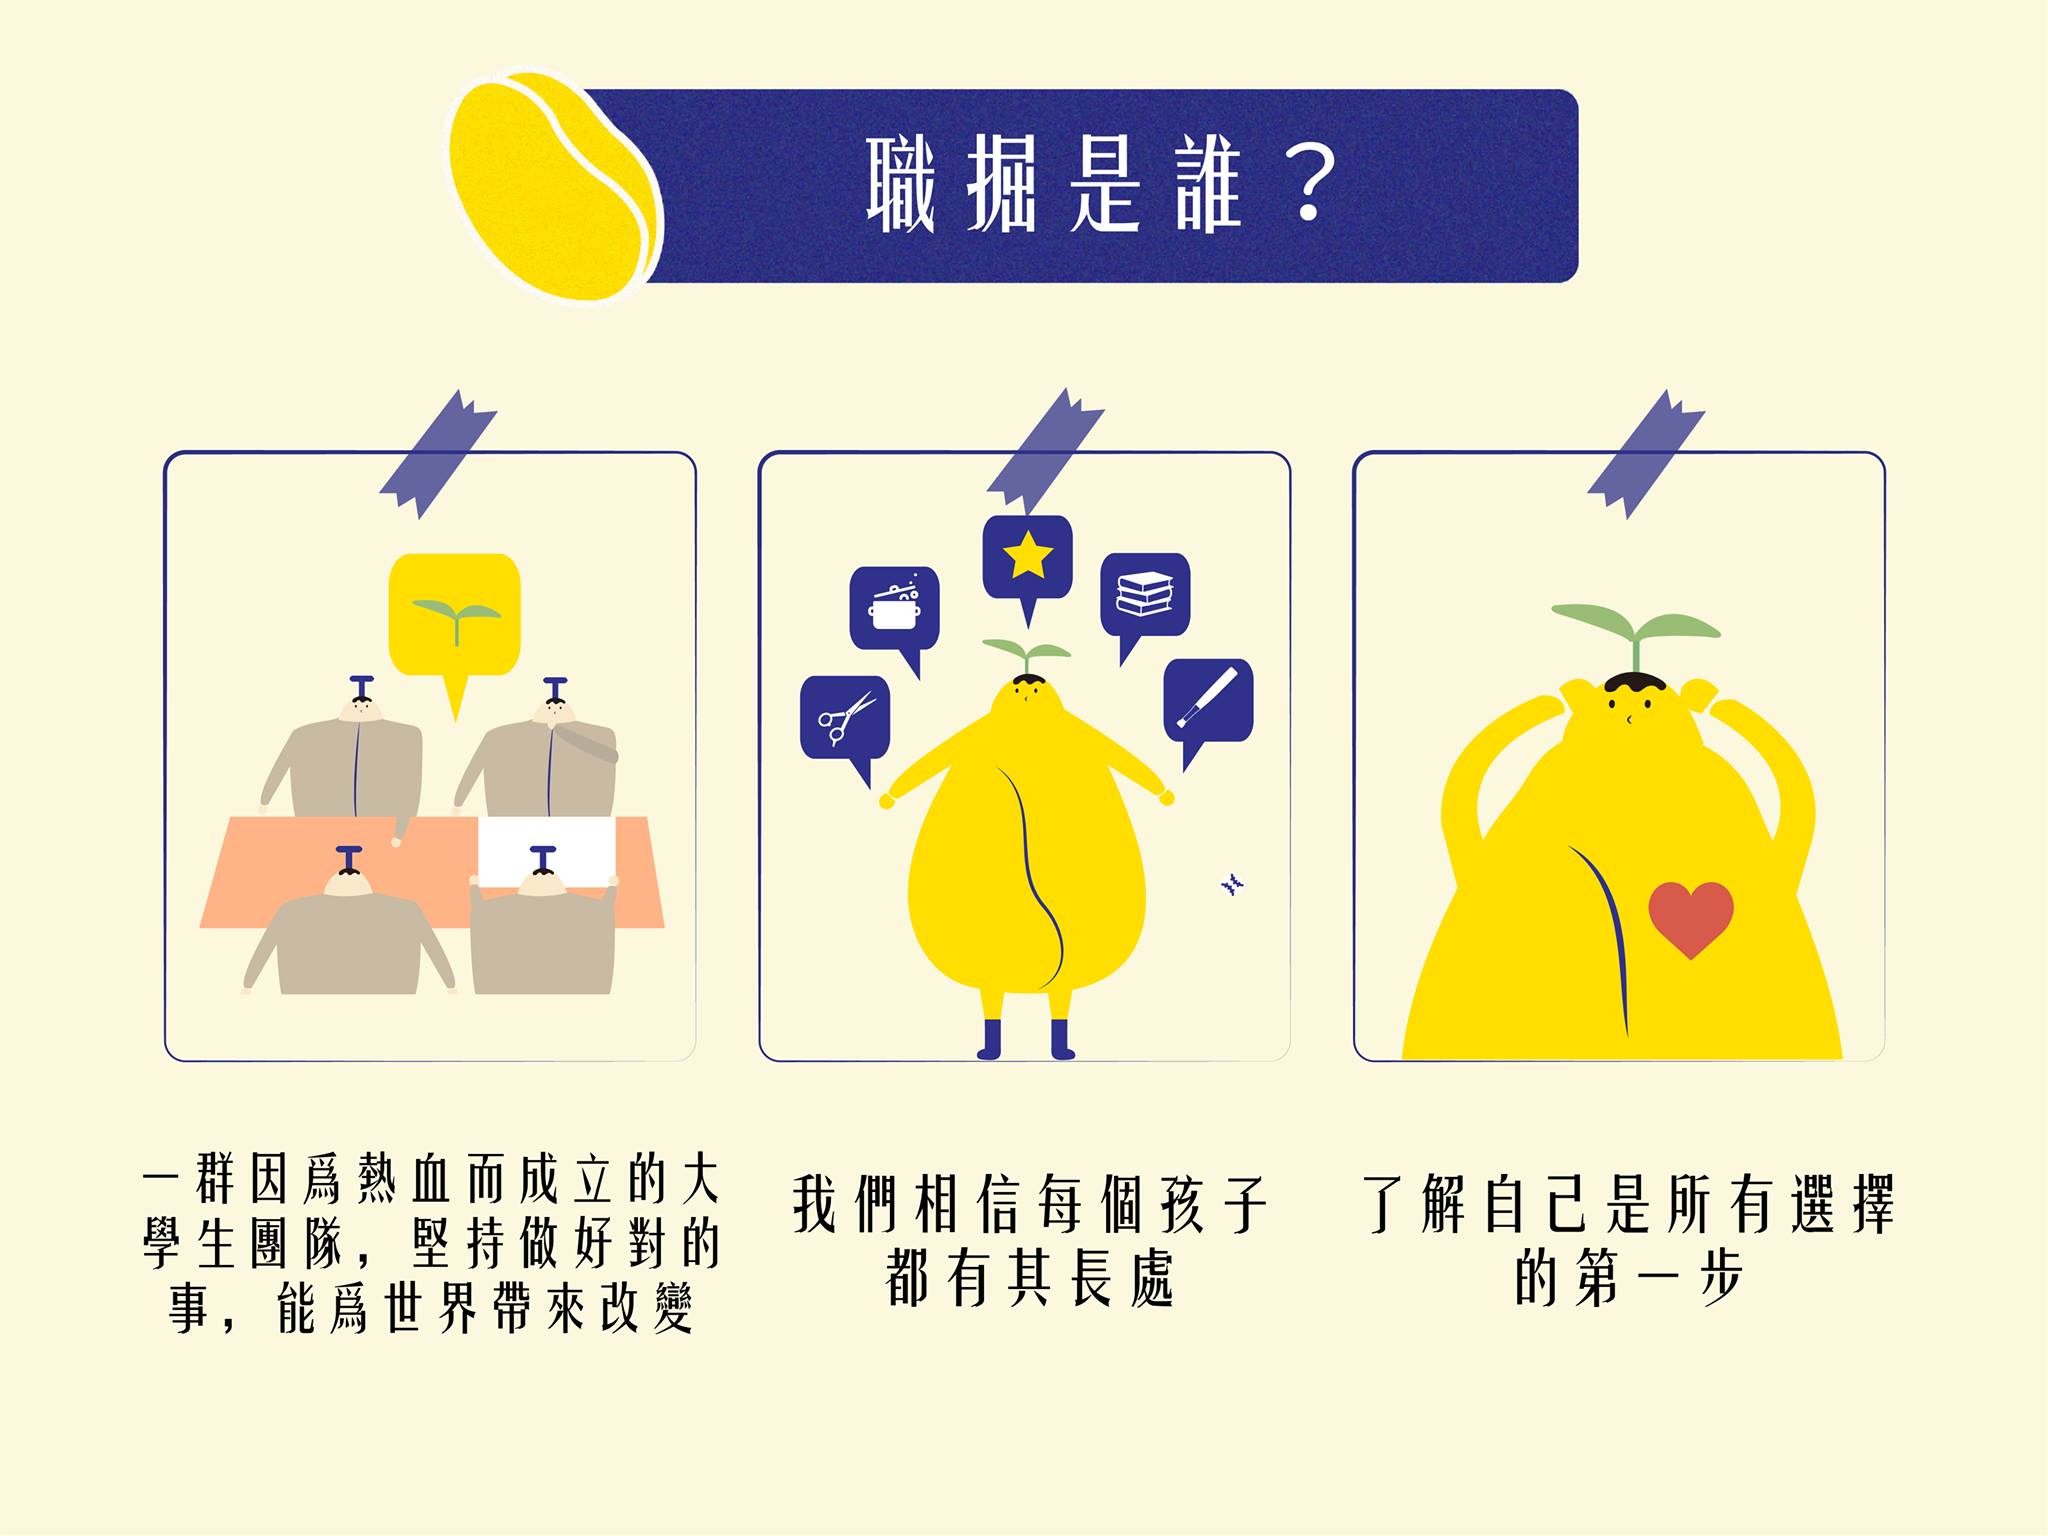 職掘是誰？
一群因爲熱血而成立的大
學生團隊，堅持做好對的
事，能爲世界帶來改變
我們相信每個孩子
都有其長處
了解自己是所有選擇
的第一步